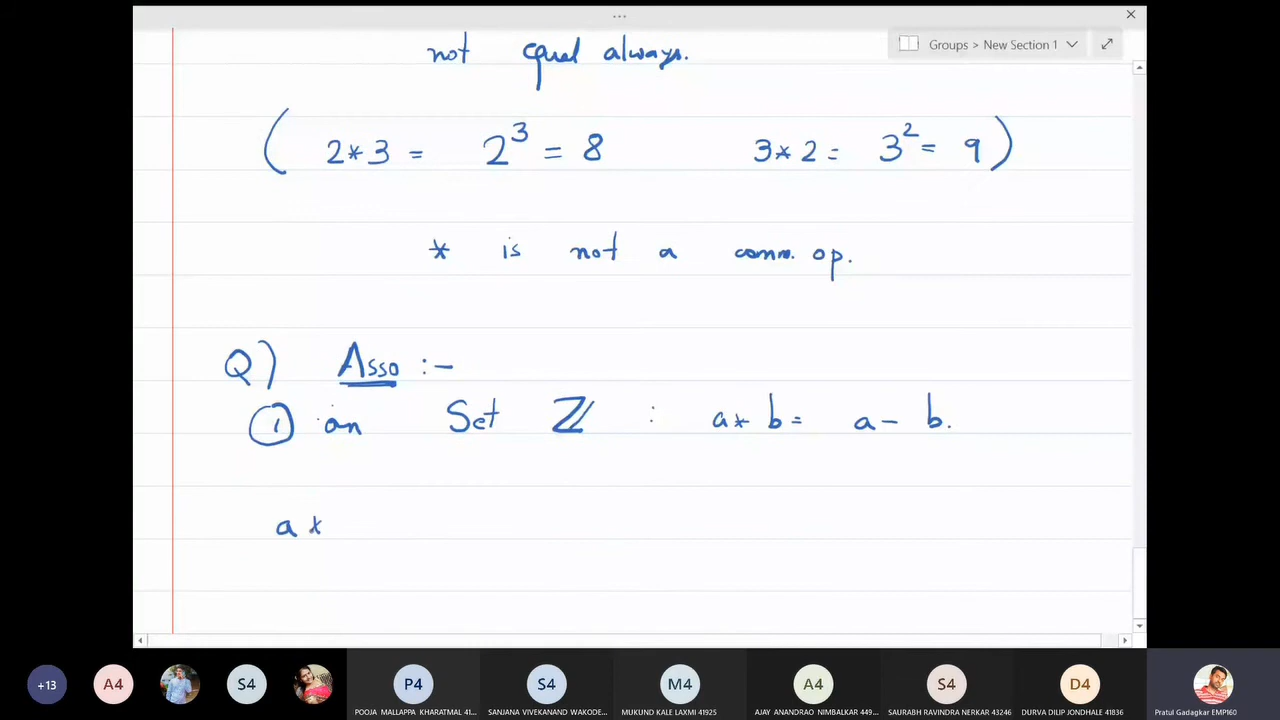 Groups > New Section 1
not equal always.
( 2 * 3 = 2^3 = 8 3 * 2 = 3^2 = 9 )
* is not a comm. op.
Q) Asso :-
① on Set ℤ : a * b = a - b.
a *
+13 A4 S4 P4 S4 M4 A4 S4 D4
POOJA MALLAPPA KHARATMAL 41... SANJANA VIVEKANAND WAKODE... MUKUND KALE LAXMI 41925 AJAY ANANDRAO NIMBALKAR 449... SAURABH RAVINDRA NERKAR 43246 DURVA DILIP JONDHALE 41836 Pratul Gadagkar EMP160